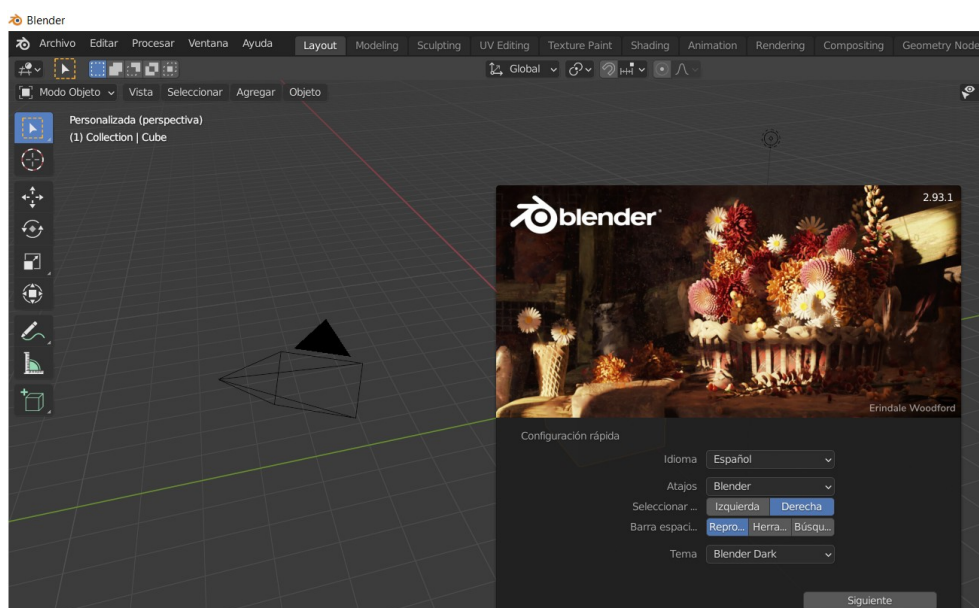 Blender
Archivo Editar Procesar Ventana Ayuda Layout Modeling Sculpting UV Editing Texture Paint Shading Animation Rendering Compositing Geometry Node
Global
Modo Objeto Vista Seleccionar Agregar Objeto
Personalizada (perspectiva)
(1) Collection | Cube
2.93.1
blender
Erindale Woodford
Configuración rápida
Idioma Español
Atajos Blender
Seleccionar ... Izquierda Derecha
Barra espaci... Repro... Herra... Búsqu...
Tema Blender Dark
Siguiente